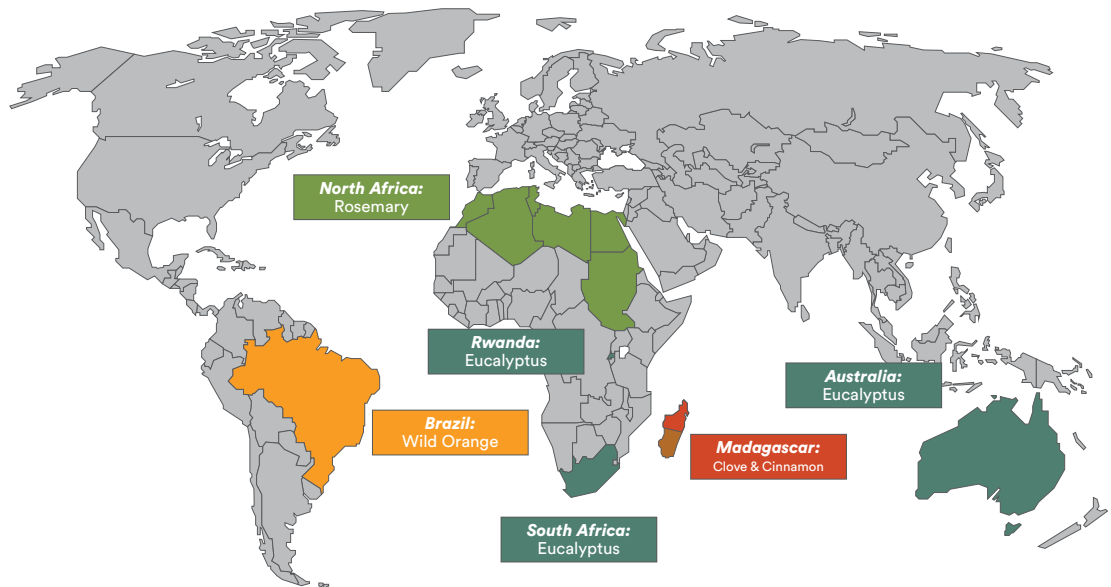 North Africa:
Rosemary
Rwanda:
Eucalyptus
Australia:
Eucalyptus
Brazil:
Wild Orange
Madagascar:
Clove & Cinnamon
South Africa:
Eucalyptus